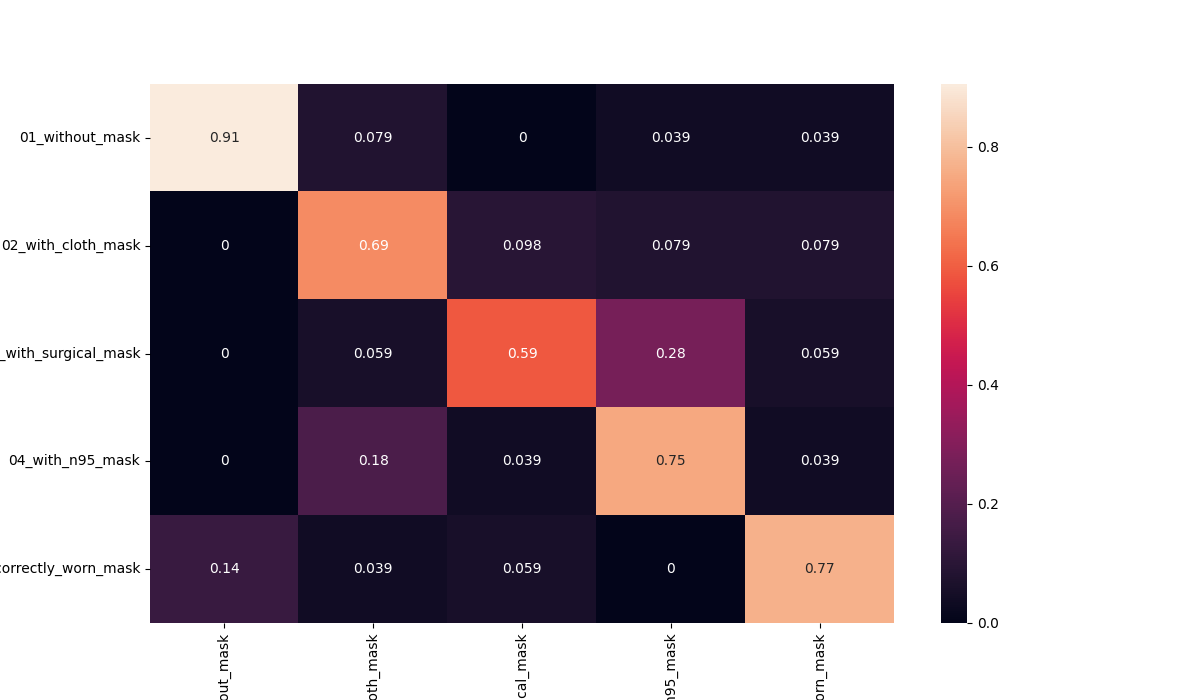 01_without_mask 0.91 0.079 0 0.039 0.039
02_with_cloth_mask 0 0.69 0.098 0.079 0.079
_with_surgical_mask 0 0.059 0.59 0.28 0.059
04_with_n95_mask 0 0.18 0.039 0.75 0.039
correctly_worn_mask 0.14 0.039 0.059 0 0.77
out_mask
oth_mask
cal_mask
n95_mask
orn_mask
0.8
0.6
0.4
0.2
0.0